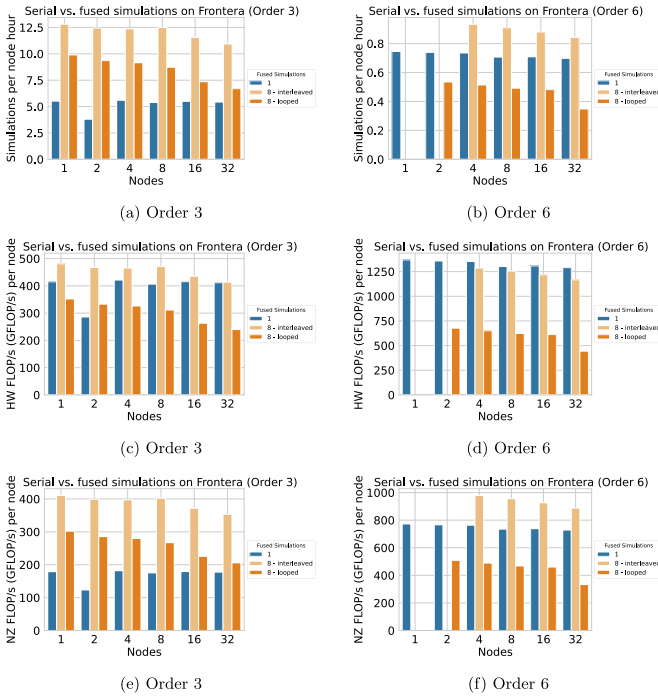 Serial vs. fused simulations on Frontera (Order 3)
Simulations per node hour
12.5
10.0
7.5
5.0
2.5
0.0
1 2 4 8 16 32
Nodes
Fused Simulations
1
8 - interleaved
8 - looped
(a) Order 3
Serial vs. fused simulations on Frontera (Order 6)
Simulations per node hour
0.8
0.6
0.4
0.2
0.0
1 2 4 8 16 32
Nodes
Fused Simulations
1
8 - interleaved
8 - looped
(b) Order 6
Serial vs. fused simulations on Frontera (Order 3)
HW FLOP/s (GFLOP/s) per node
500
400
300
200
100
0
1 2 4 8 16 32
Nodes
Fused Simulations
1
8 - interleaved
8 - looped
(c) Order 3
Serial vs. fused simulations on Frontera (Order 6)
HW FLOP/s (GFLOP/s) per node
1250
1000
750
500
250
0
1 2 4 8 16 32
Nodes
Fused Simulations
1
8 - interleaved
8 - looped
(d) Order 6
Serial vs. fused simulations on Frontera (Order 3)
NZ FLOP/s (GFLOP/s) per node
400
300
200
100
0
1 2 4 8 16 32
Nodes
Fused Simulations
1
8 - interleaved
8 - looped
(e) Order 3
Serial vs. fused simulations on Frontera (Order 6)
NZ FLOP/s (GFLOP/s) per node
1000
800
600
400
200
0
1 2 4 8 16 32
Nodes
Fused Simulations
1
8 - interleaved
8 - looped
(f) Order 6